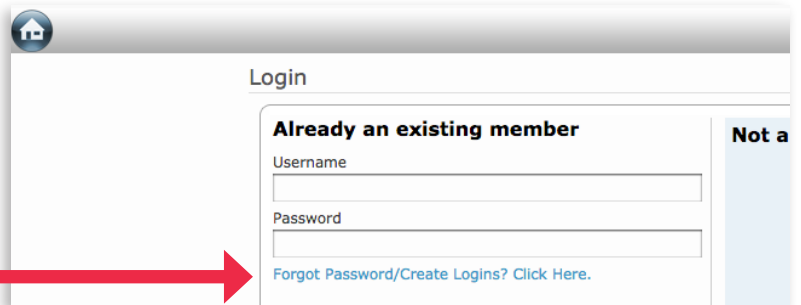 Login
Already an existing member
Not a
Username
Password
Forgot Password/Create Logins? Click Here.